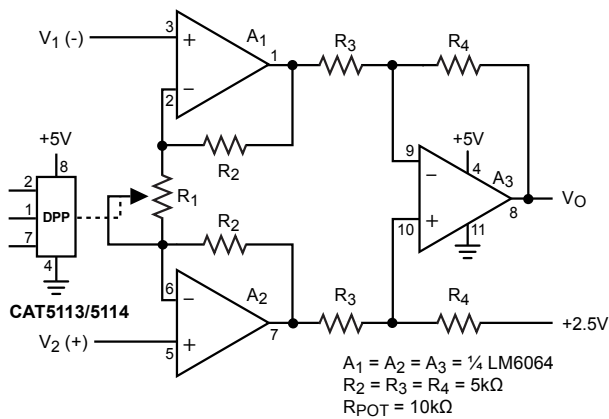 V1 (-)
3
+
A1
1
R3
R4
2
−
R2
+5V
8
2
1
7
DPP
4
R1
CAT5113/5114
+5V
9
−
4
A3
8
VO
10
+
11
R2
6
−
A2
7
R3
R4
+2.5V
V2 (+)
5
+
A1 = A2 = A3 = ¼ LM6064
R2 = R3 = R4 = 5kΩ
RPOT = 10kΩ